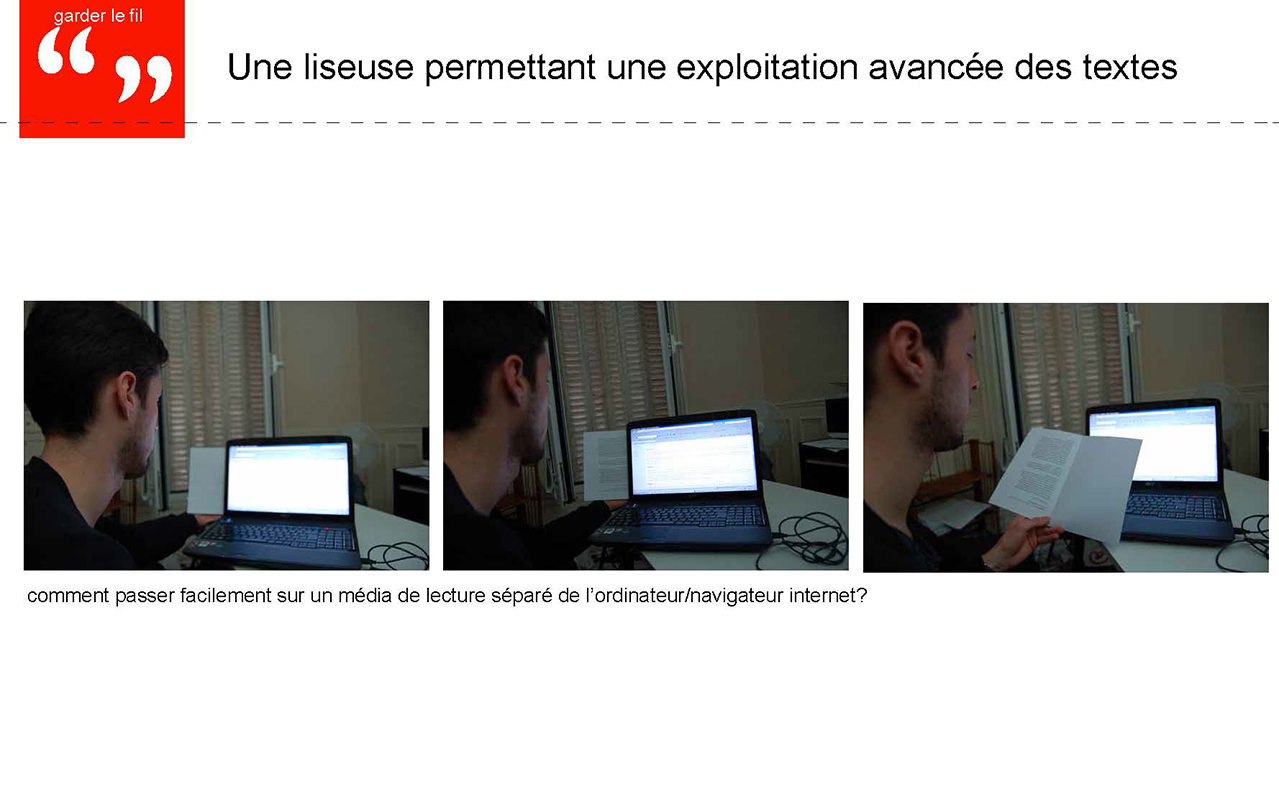 garder le fil
“ ”
Une liseuse permettant une exploitation avancée des textes
comment passer facilement sur un média de lecture séparé de l'ordinateur/navigateur internet?